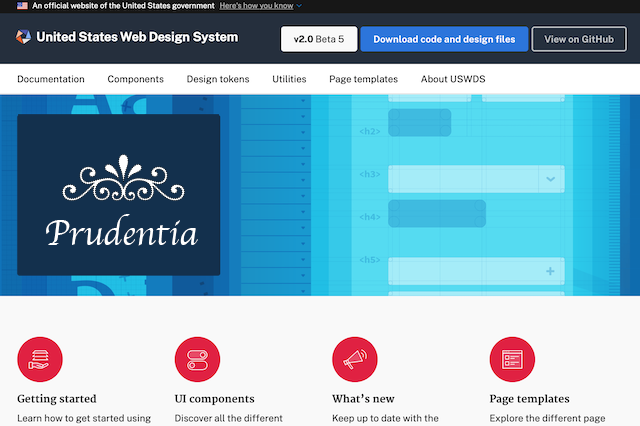 An official website of the United States government Here's how you know
United States Web Design System
v2.0 Beta 5
Download code and design files
View on GitHub
Documentation Components Design tokens Utilities Page templates About USWDS
Prudentia
<h2>
<h3>
<h4>
<h5>
Getting started
Learn how to get started using
UI components
Discover all the different
What's new
Keep up to date with the
Page templates
Explore the different page